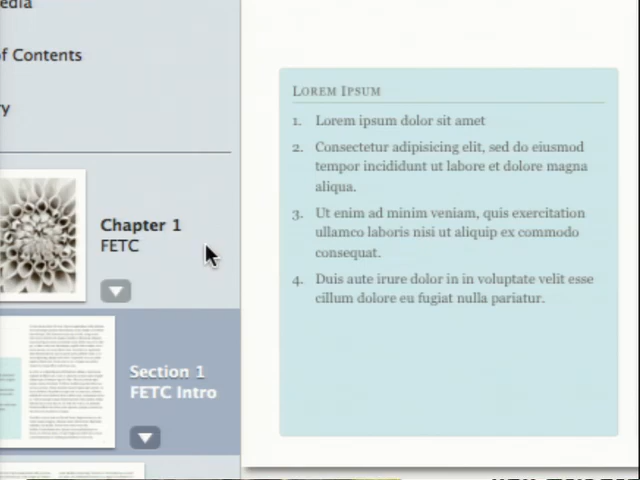 edia
of Contents
ry
Chapter 1
FETC
Section 1
FETC Intro
Lorem Ipsum
1. Lorem ipsum dolor sit amet
2. Consectetur adipisicing elit, sed do eiusmod
tempor incididunt ut labore et dolore magna
aliqua.
3. Ut enim ad minim veniam, quis exercitation
ullamco laboris nisi ut aliquip ex commodo
consequat.
4. Duis aute irure dolor in in voluptate velit esse
cillum dolore eu fugiat nulla pariatur.